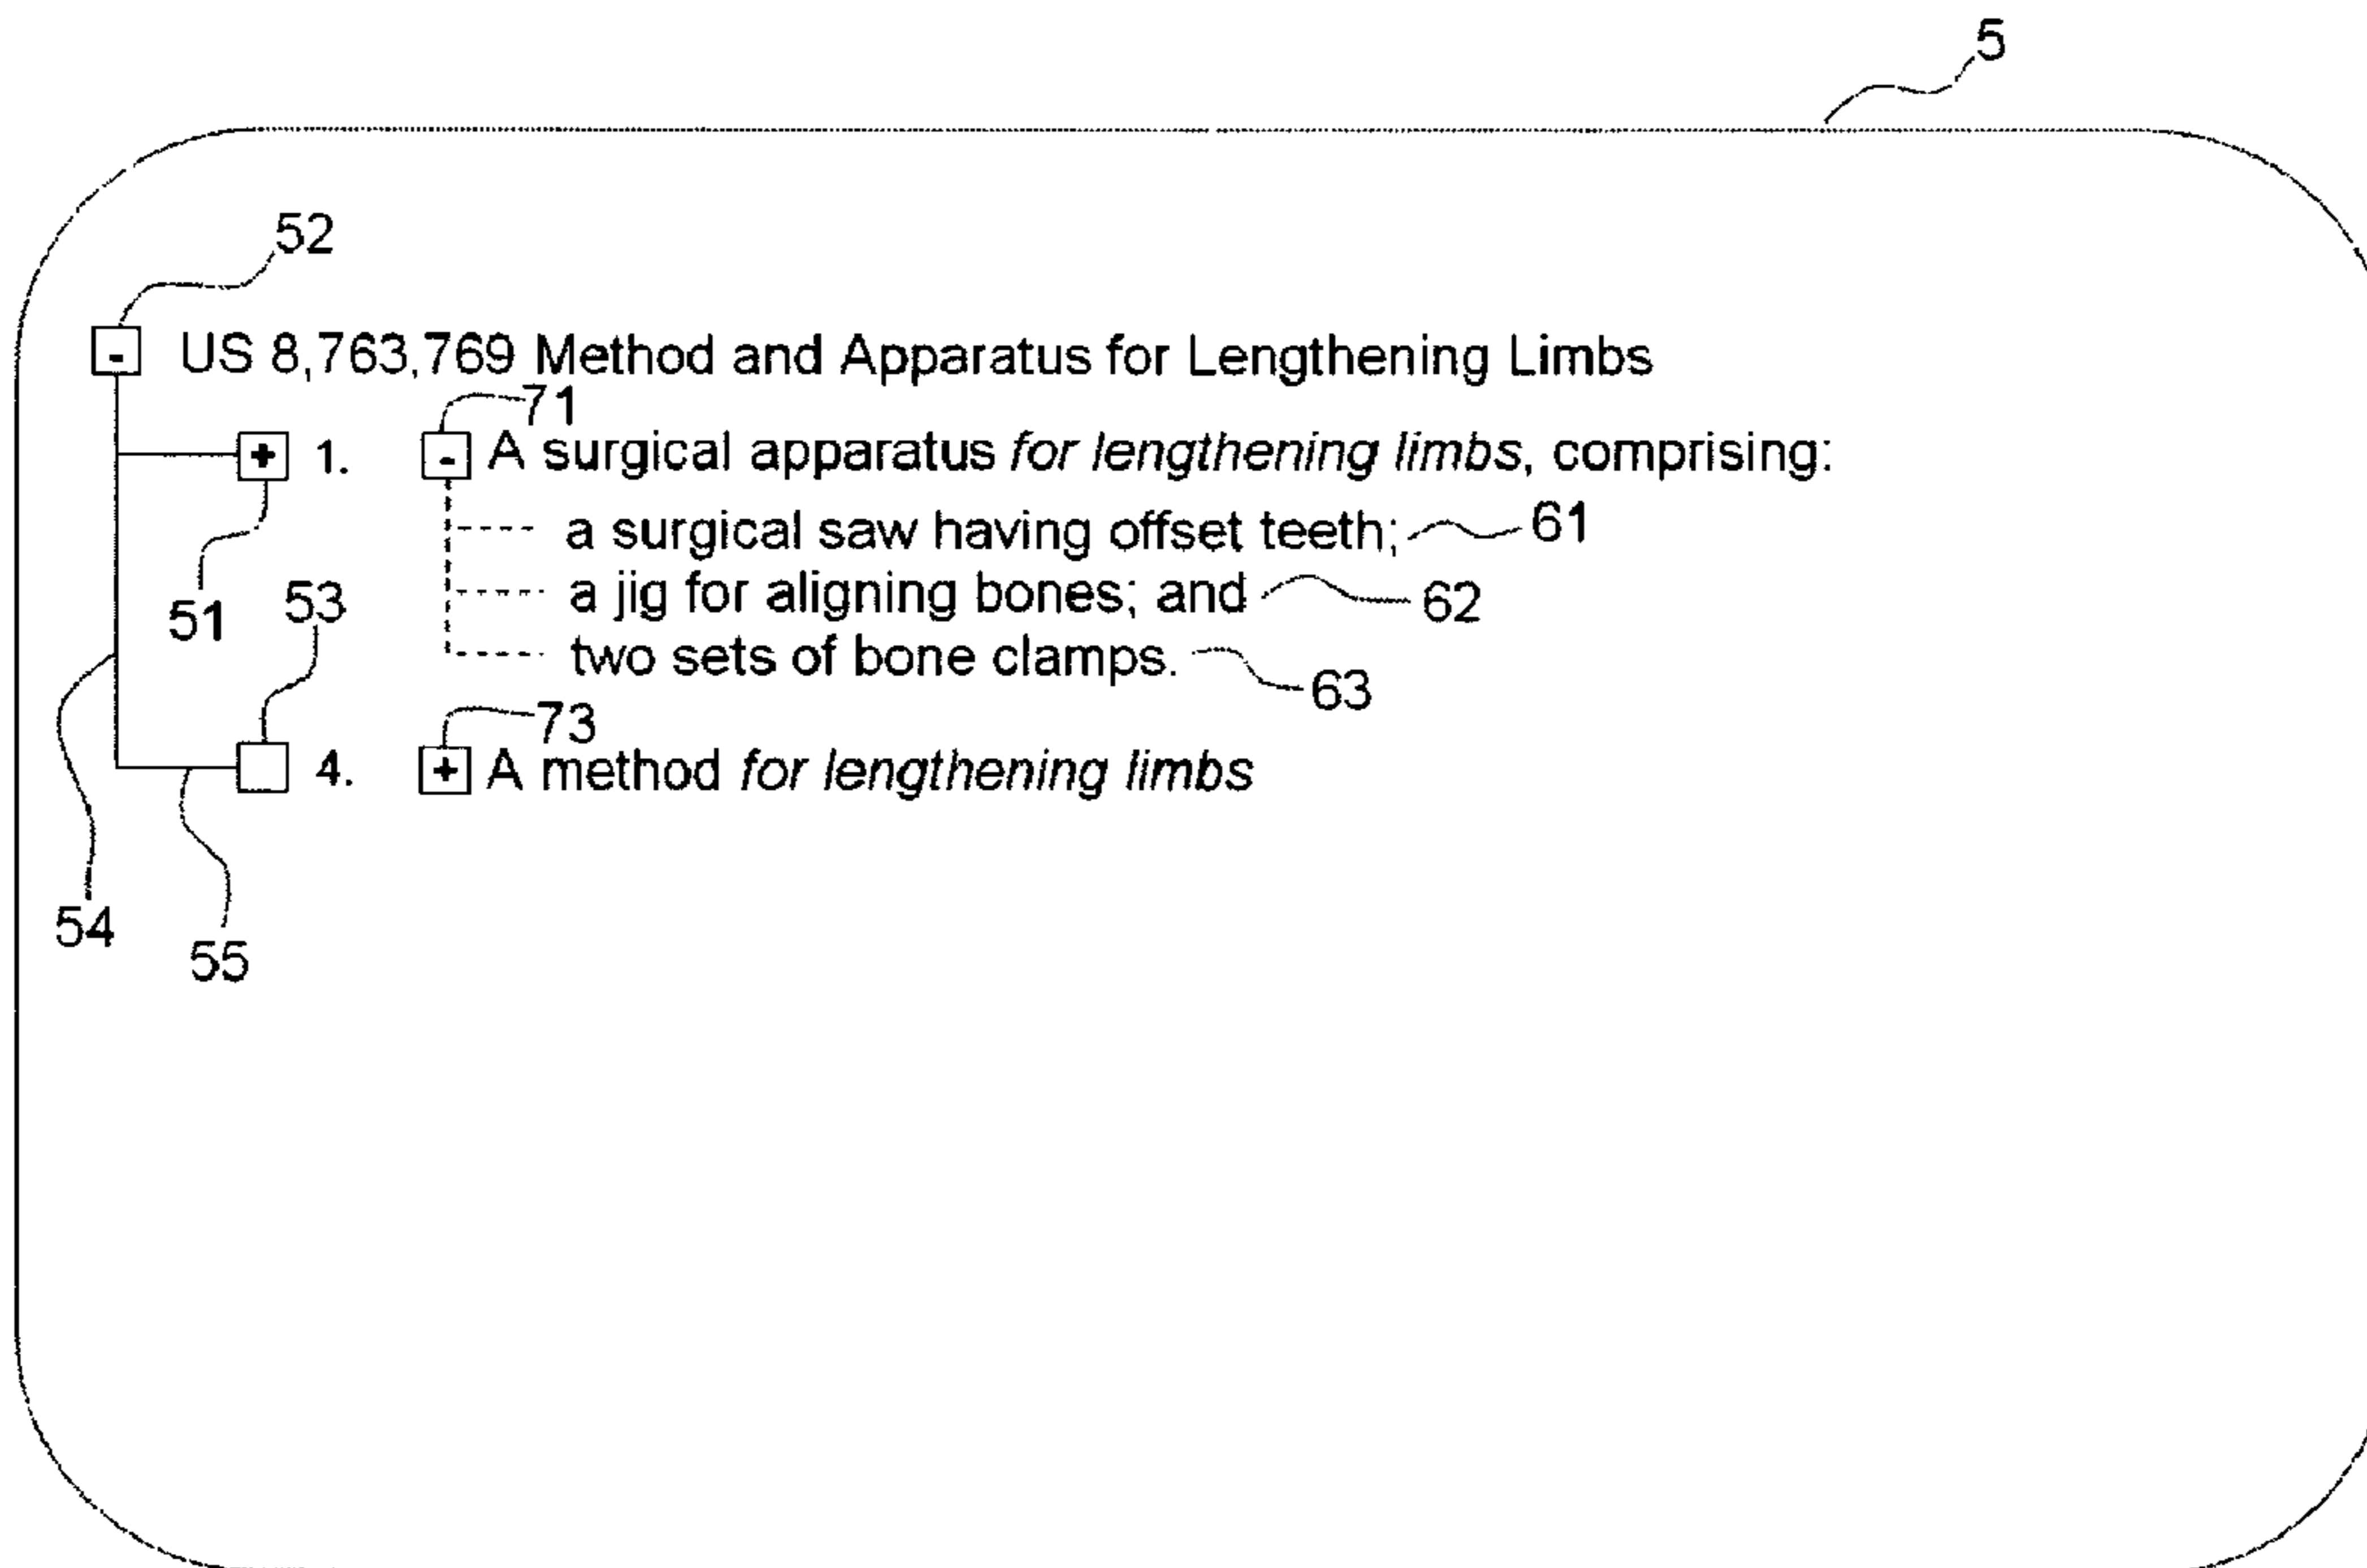 5
52
- US 8,763,769 Method and Apparatus for Lengthening Limbs
71
+ 1. - A surgical apparatus for lengthening limbs, comprising:
a surgical saw having offset teeth; 61
a jig for aligning bones; and 62
51 53
two sets of bone clamps. 63
73
4. + A method for lengthening limbs
54
55